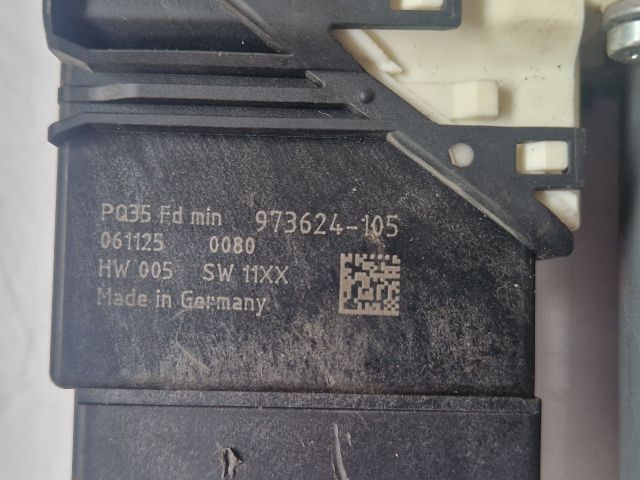 PQ35 Fd min 973624-105
061125 0080
HW 005 SW 11XX
Made in Germany